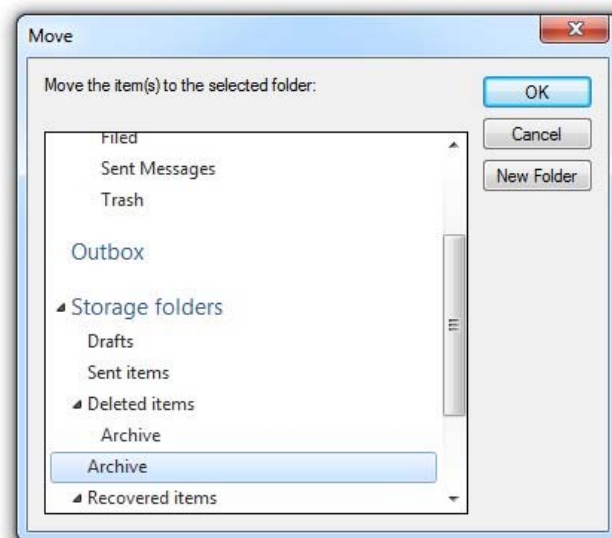 Move
Move the item(s) to the selected folder:
OK
Cancel
New Folder
Filed
Sent Messages
Trash
Outbox
Storage folders
Drafts
Sent items
Deleted items
Archive
Archive
Recovered items